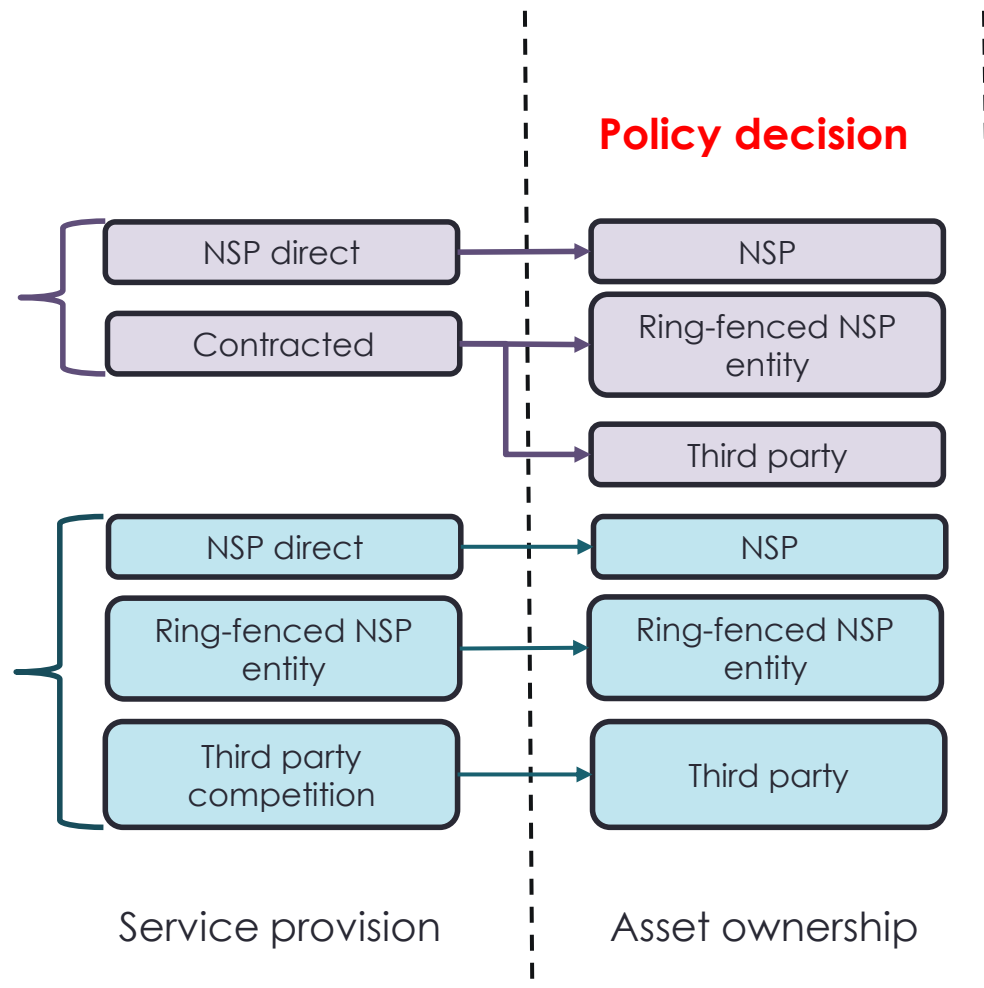 Policy decision
NSP direct
NSP
Contracted
Ring-fenced NSP
entity
Third party
NSP direct
NSP
Ring-fenced NSP
entity
Ring-fenced NSP
entity
Third party
competition
Third party
Service provision
Asset ownership